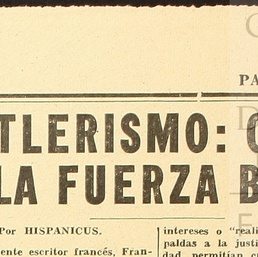 PA
TLERISMO:
LA FUERZA B
Por HISPANICUS.
ente escritor francés, Fran-
intereses o "reali
paldas a la justi
dad, permitían